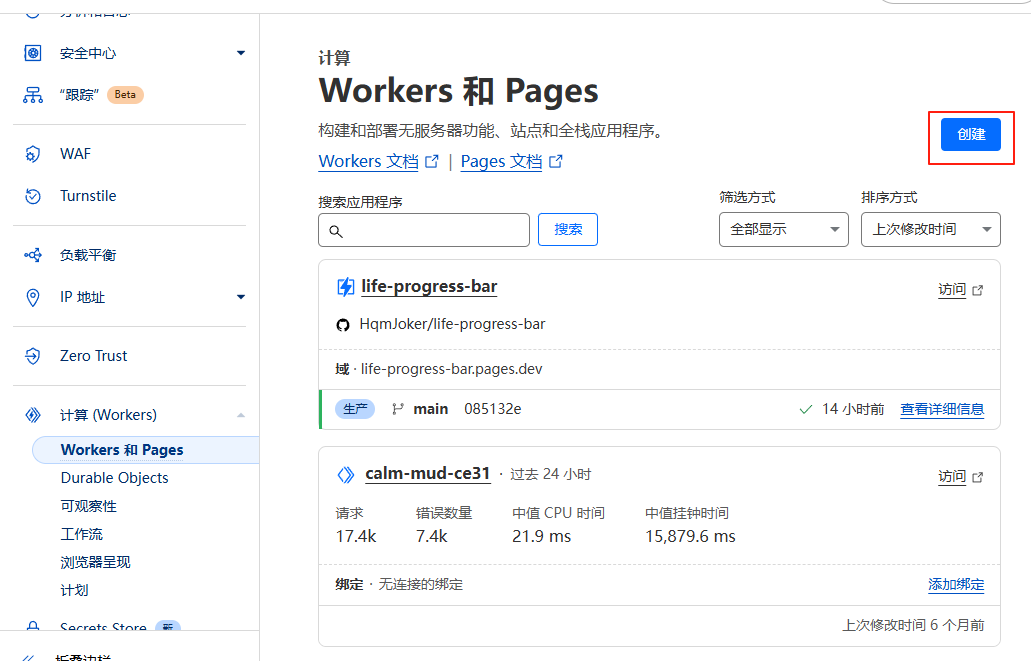 安全中心
“跟踪” Beta
WAF
Turnstile
负载平衡
IP 地址
Zero Trust
计算 (Workers)
Workers 和 Pages
Durable Objects
可观察性
工作流
浏览器呈现
计划
Secrets Store 新
折叠边栏
计算
Workers 和 Pages
构建和部署无服务器功能、站点和全栈应用程序。
Workers 文档 | Pages 文档
创建
搜索应用程序
搜索
筛选方式
全部显示
排序方式
上次修改时间
life-progress-bar
访问
HqmJoker/life-progress-bar
域 · life-progress-bar.pages.dev
生产 main 085132e 14 小时前 查看详细信息
calm-mud-ce31 · 过去 24 小时
访问
请求 错误数量 中值 CPU 时间 中值挂钟时间
17.4k 7.4k 21.9 ms 15,879.6 ms
绑定 · 无连接的绑定 添加绑定
上次修改时间 6 个月前